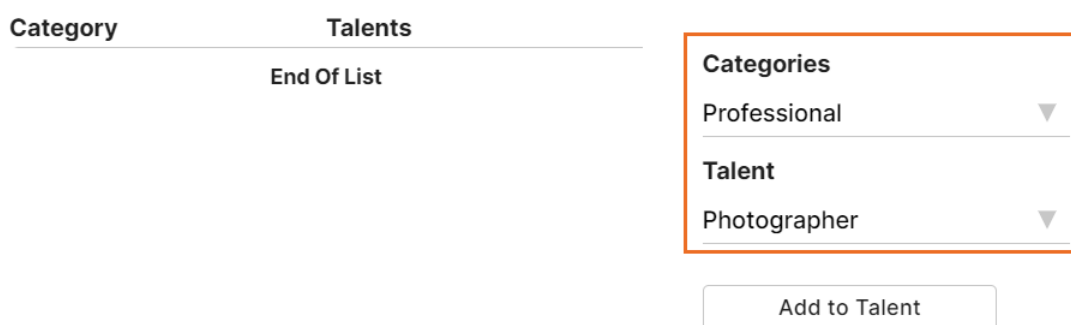 Category Talents
End Of List
Categories
Professional
Talent
Photographer
Add to Talent